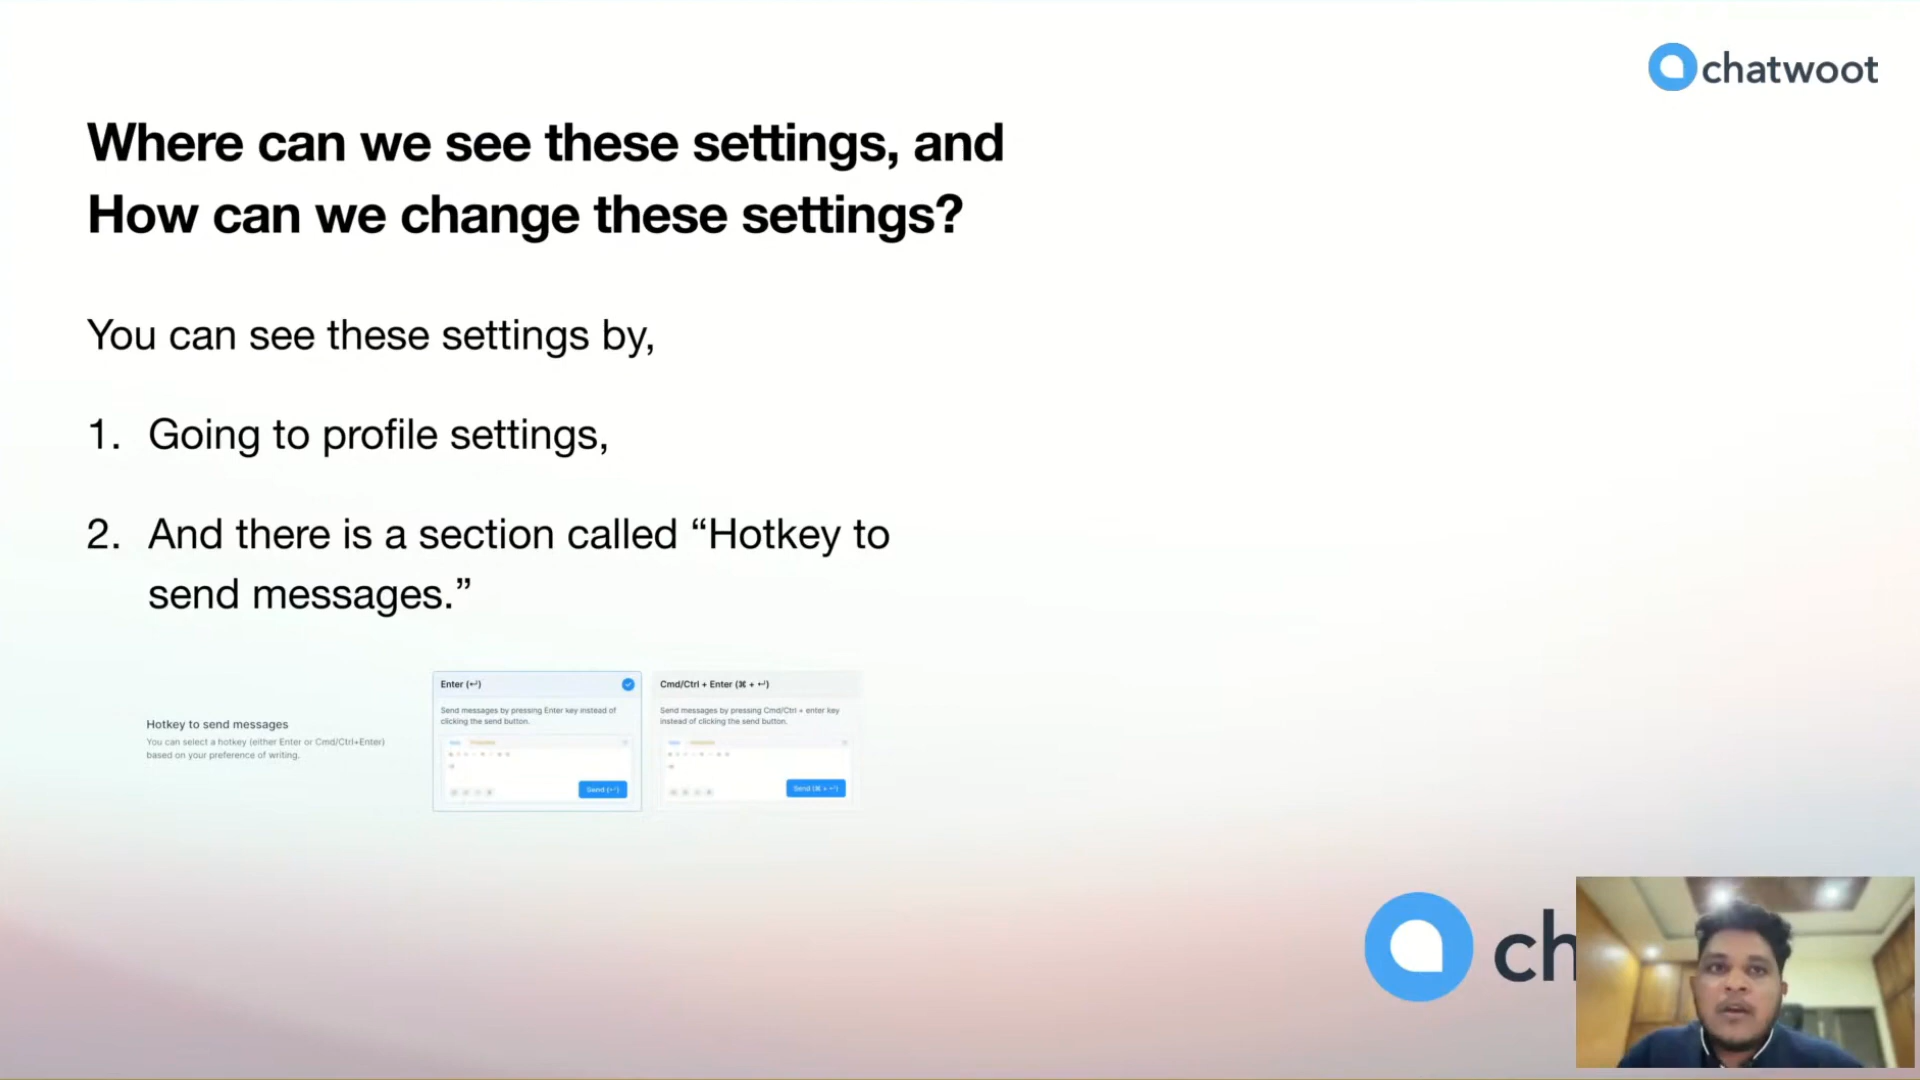 chatwoot
Where can we see these settings, and
How can we change these settings?
You can see these settings by,
1. Going to profile settings,
2. And there is a section called “Hotkey to
send messages.”
Hotkey to send messages
You can select a hotkey (either Enter or Cmd/Ctrl+Enter)
based on your preference of writing.
Enter (↵)
Send messages by pressing Enter key instead of
clicking the send button.
Send (↵)
Cmd/Ctrl + Enter (⌘ + ↵)
Send messages by pressing Cmd/Ctrl + enter key
instead of clicking the send button.
Send (⌘ + ↵)
ch